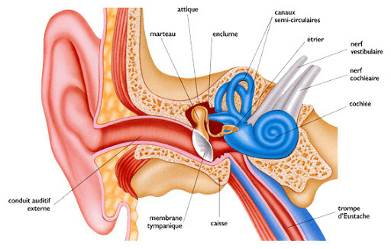 attique
canaux
semi-circulaires
marteau
enclume
étrier
nerf
vestibulaire
nerf
cochléaire
cochlée
conduit auditif
externe
membrane
tympanique
caisse
trompe
d'Eustache